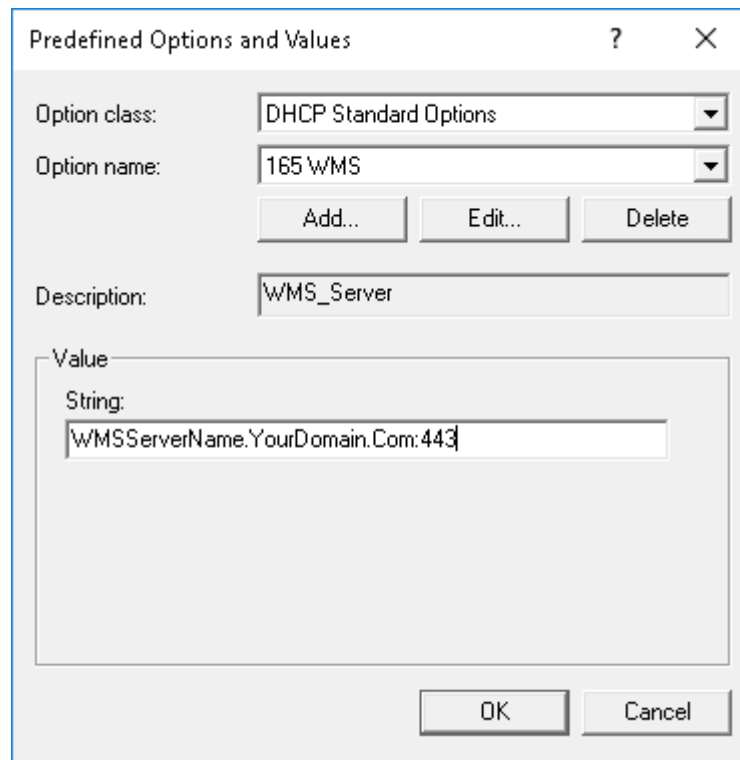 Predefined Options and Values ? X
Option class: DHCP Standard Options
Option name: 165 WMS
Add... Edit... Delete
Description: WMS_Server
Value
String:
WMSServerName.YourDomain.Com:443
OK Cancel